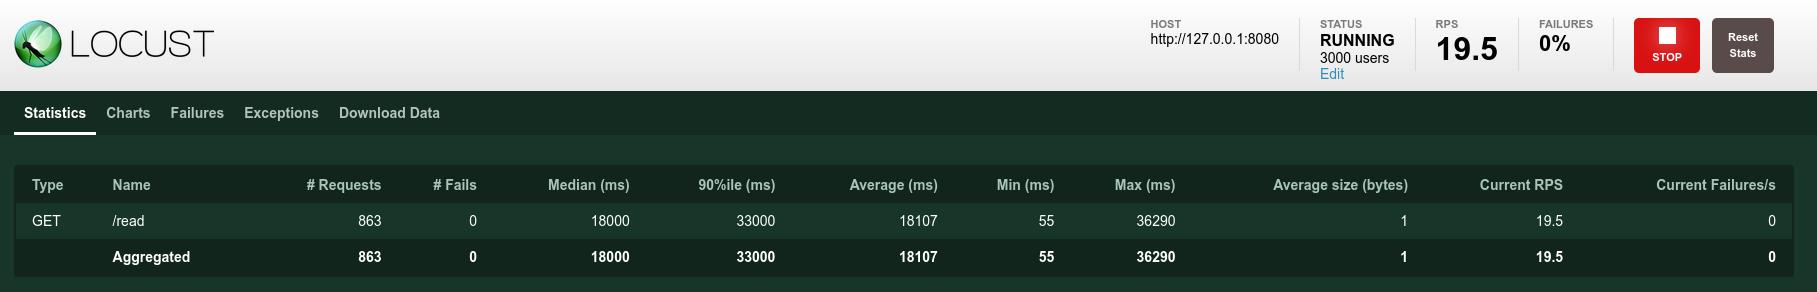 LOCUST
HOST
http://127.0.0.1:8080
STATUS
RUNNING
3000 users
Edit
RPS
19.5
FAILURES
0%
STOP
Reset
Stats
Statistics Charts Failures Exceptions Download Data
Type Name # Requests # Fails Median (ms) 90%ile (ms) Average (ms) Min (ms) Max (ms) Average size (bytes) Current RPS Current Failures/s
GET /read 863 0 18000 33000 18107 55 36290 1 19.5 0
Aggregated 863 0 18000 33000 18107 55 36290 1 19.5 0